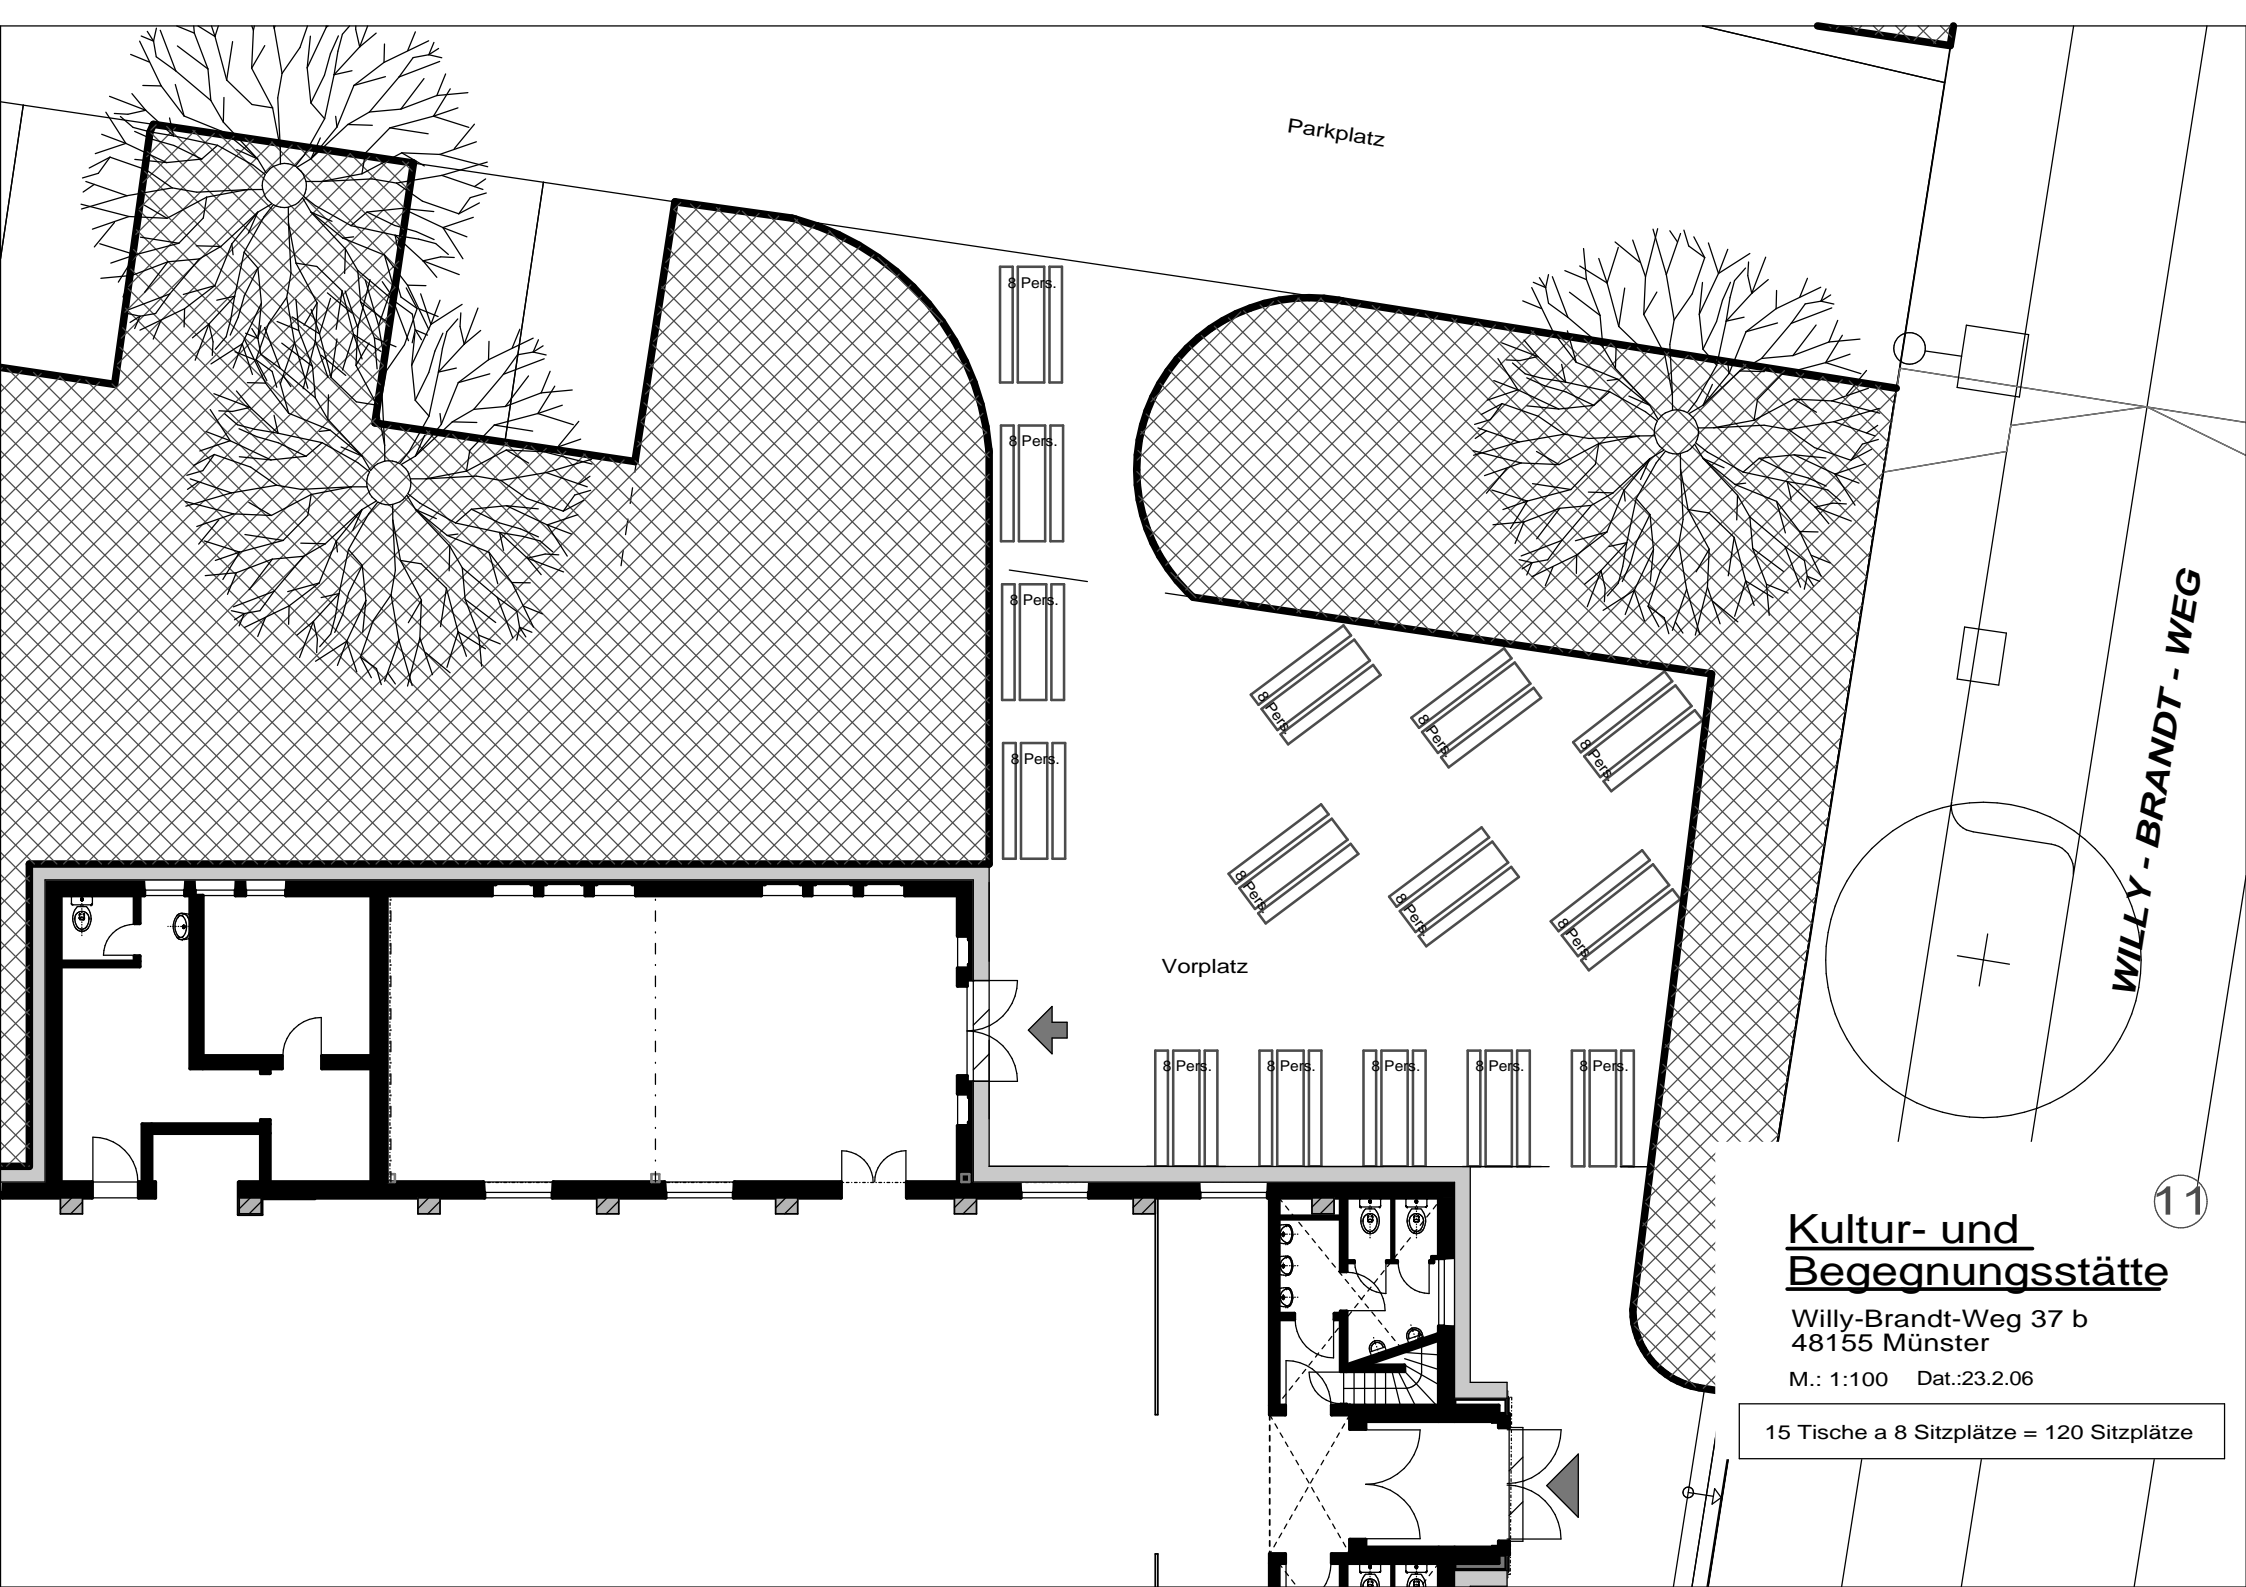 Parkplatz
8 Pers.
8 Pers.
8 Pers.
8 Pers.
8 Pers.
8 Pers.
8 Pers.
8 Pers.
8 Pers.
8 Pers.
Vorplatz
8 Pers.
8 Pers.
8 Pers.
8 Pers.
8 Pers.
WILLY - BRANDT - WEG
11
Kultur- und
Begegnungsstätte
Willy-Brandt-Weg 37 b
48155 Münster
M.: 1:100 Dat.:23.2.06
15 Tische a 8 Sitzplätze = 120 Sitzplätze